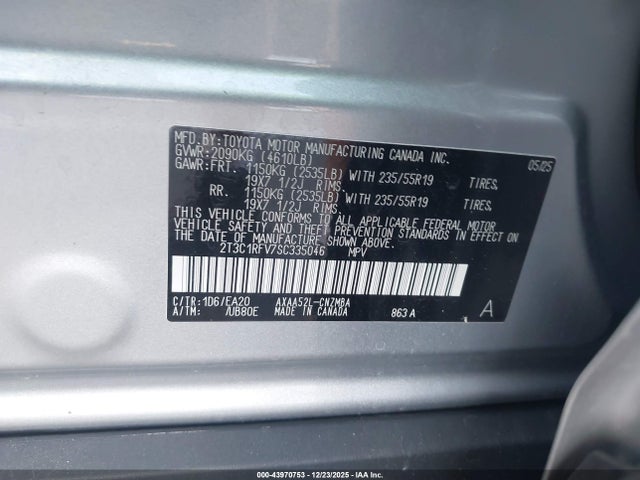 MFD.BY:TOYOTA MOTOR MANUFACTURING CANADA INC. 05/25
GVWR:2090KG (4610LB)
GAWR:FRT. 1150KG (2535LB) WITH 235/55R19 TIRES,
19X7 1/2J RIMS.
RR. 1150KG (2535LB) WITH 235/55R19 TIRES,
19X7 1/2J RIMS.
THIS VEHICLE CONFORMS TO ALL APPLICABLE FEDERAL MOTOR
VEHICLE SAFETY AND THEFT PREVENTION STANDARDS IN EFFECT ON
THE DATE OF MANUFACTURE SHOWN ABOVE.
2T3C1RFV7SC335046 MPV
C/TR:1D6/EA20 AXAA52L-CNZMBA
A/TM: /UB80E MADE IN CANADA 863 A A
000-43970753 - 12/23/2025 - IAA Inc.